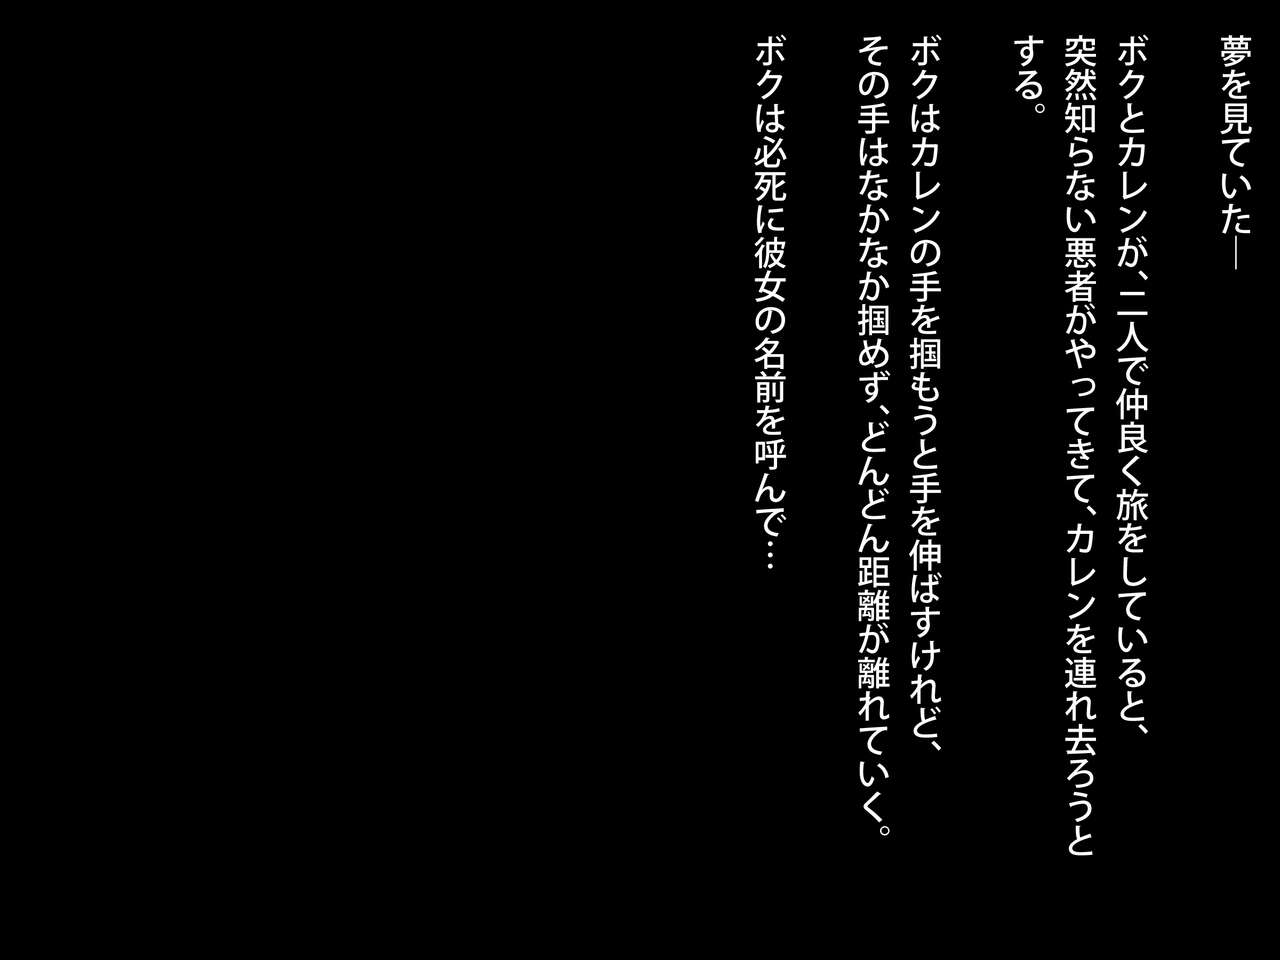 夢を見ていた―
ボクとカレンが、二人で仲良く旅をしていると、
突然知らない悪者がやってきて、カレンを連れ去ろうと
する。
ボクはカレンの手を掴もうと手を伸ばすけれど、
その手はなかなか掴めず、どんどん距離が離れていく。
ボクは必死に彼女の名前を呼んで…